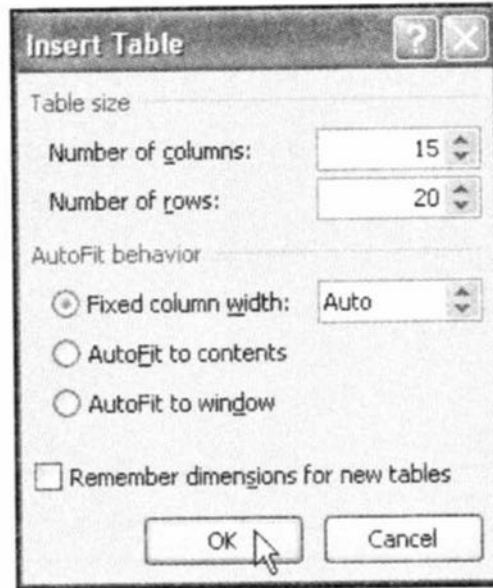 Insert Table ?
Table size
Number of columns: 15
Number of rows: 20
AutoFit behavior
Fixed column width: Auto
AutoFit to contents
AutoFit to window
Remember dimensions for new tables
OK Cancel